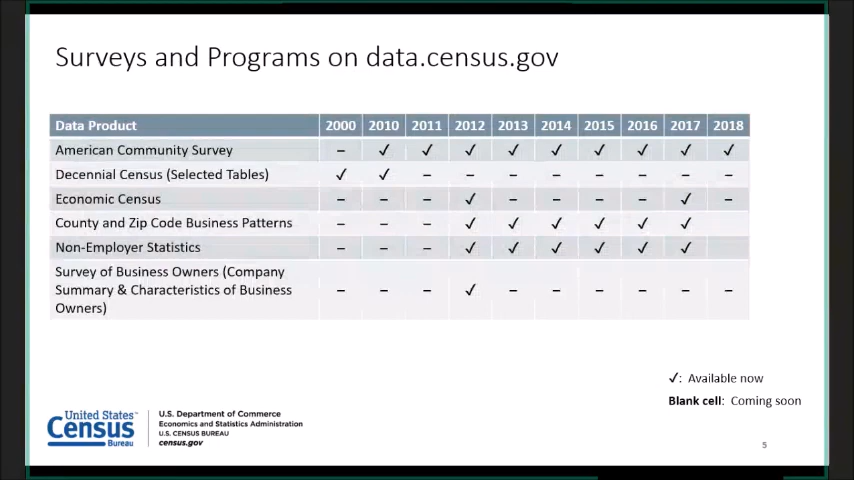 Surveys and Programs on data.census.gov
Data Product 2000 2010 2011 2012 2013 2014 2015 2016 2017 2018
American Community Survey – ✓ ✓ ✓ ✓ ✓ ✓ ✓ ✓ ✓
Decennial Census (Selected Tables) ✓ ✓ – – – – – – – –
Economic Census – – – ✓ – – – – ✓ –
County and Zip Code Business Patterns – – – ✓ ✓ ✓ ✓ ✓ ✓
Non-Employer Statistics – – – ✓ ✓ ✓ ✓ ✓ ✓
Survey of Business Owners (Company
Summary & Characteristics of Business – – – ✓ – – – – – –
Owners)
✓: Available now
Blank cell: Coming soon
United States™
Census
Bureau
U.S. Department of Commerce
Economics and Statistics Administration
U.S. CENSUS BUREAU
census.gov
5